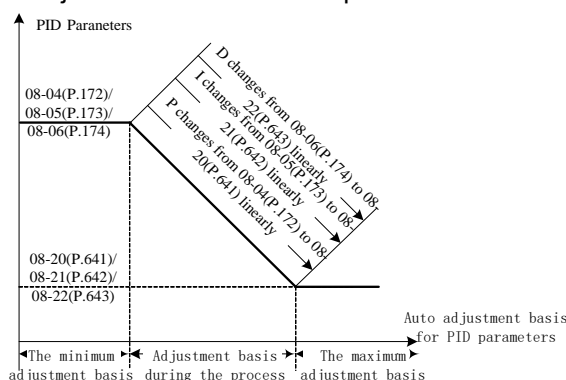 PID Paraneters
08-04(P.172)/
08-05(P.173)/
08-06(P.174)
D changes from 08-06(P.174) to 08-
22(P.643) linearly
I changes from 08-05(P.173) to 08-
21(P.642) linearly
P changes from 08-04(P.172) to 08-
20(P.641) linearly
08-20(P.641)/
08-21(P.642)/
08-22(P.643)
Auto adjustment basis
for PID parameters
The minimum
adjustment basis
Adjustment basis
during the process
The maximum
adjustment basis